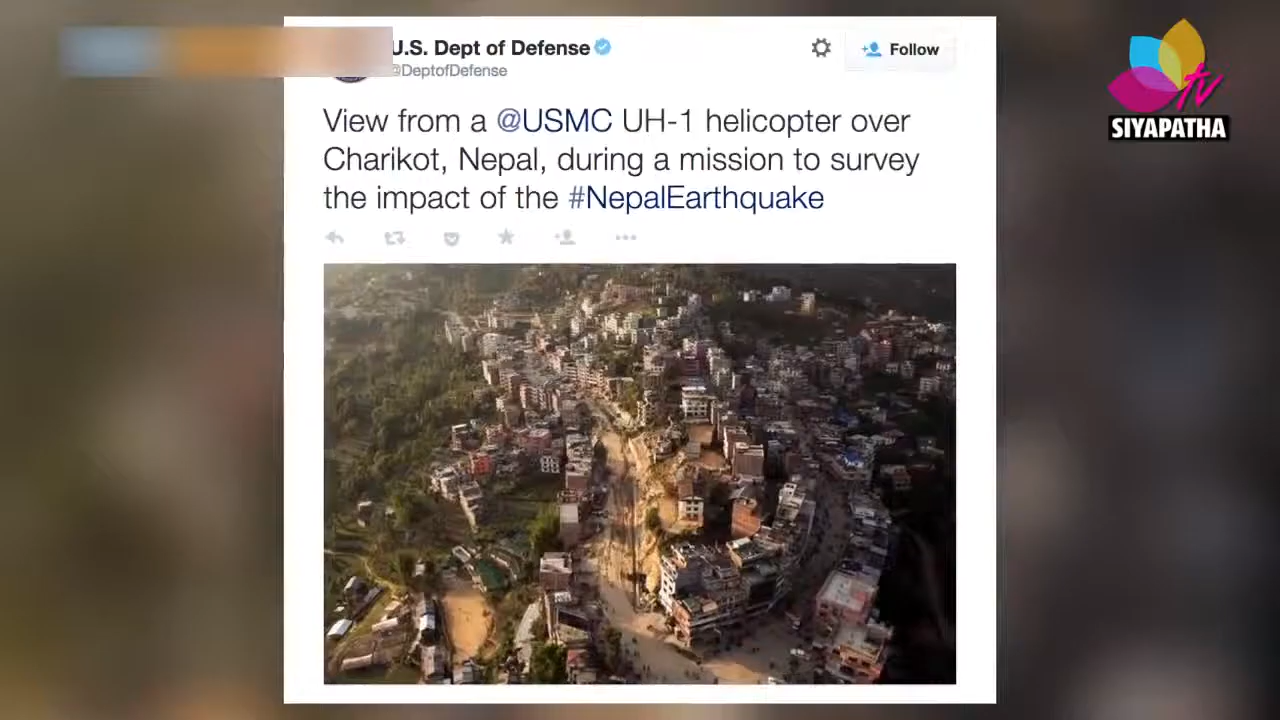 U.S. Dept of Defense
@DeptofDefense
Follow
View from a @USMC UH-1 helicopter over
Charikot, Nepal, during a mission to survey
the impact of the #NepalEarthquake
tv
SIYAPATHA